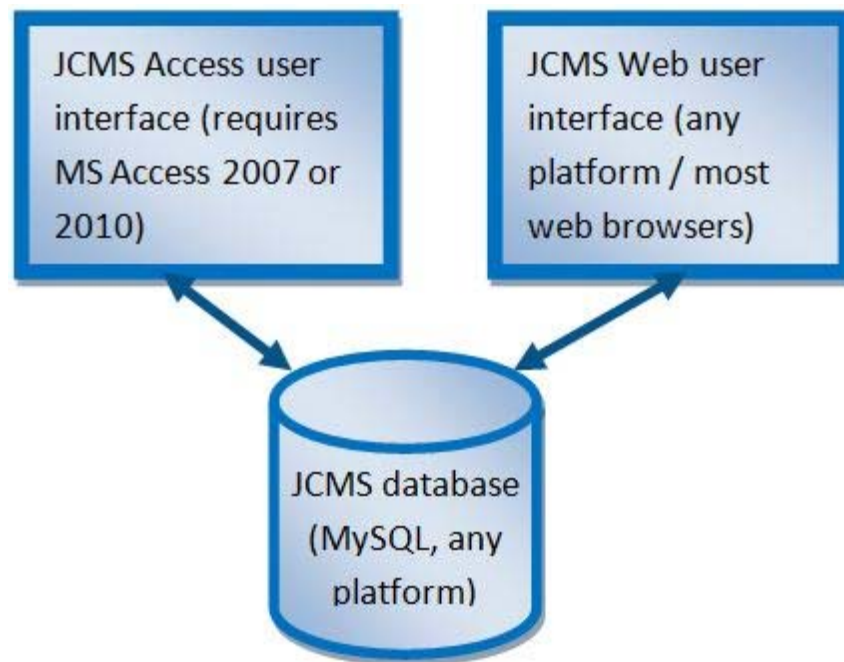 JCMS Access user
interface (requires
MS Access 2007 or
2010)
JCMS Web user
interface (any
platform / most
web browsers)
JCMS database
(MySQL, any
platform)